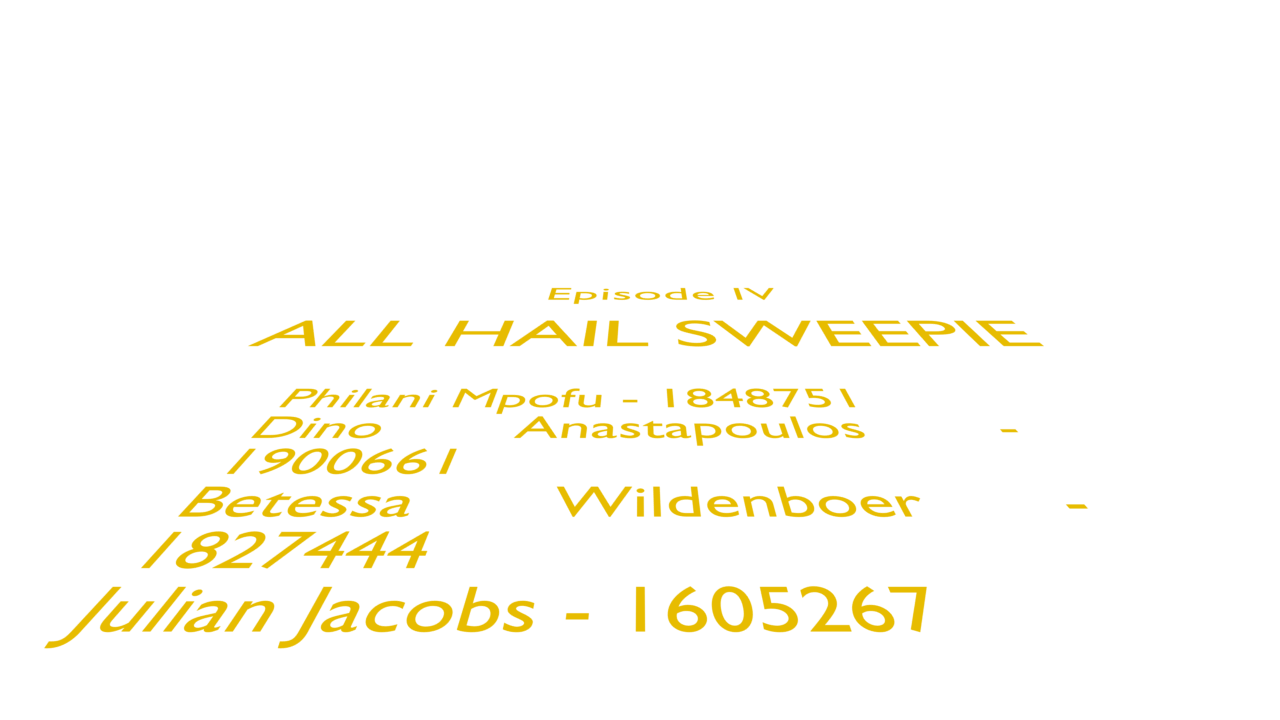 Episode IV
ALL HAIL SWEEPIE
Philani Mpofu - 1848751
Dino Anastapoulos -
1900661
Betessa Wildenboer -
1827444
Julian Jacobs - 1605267